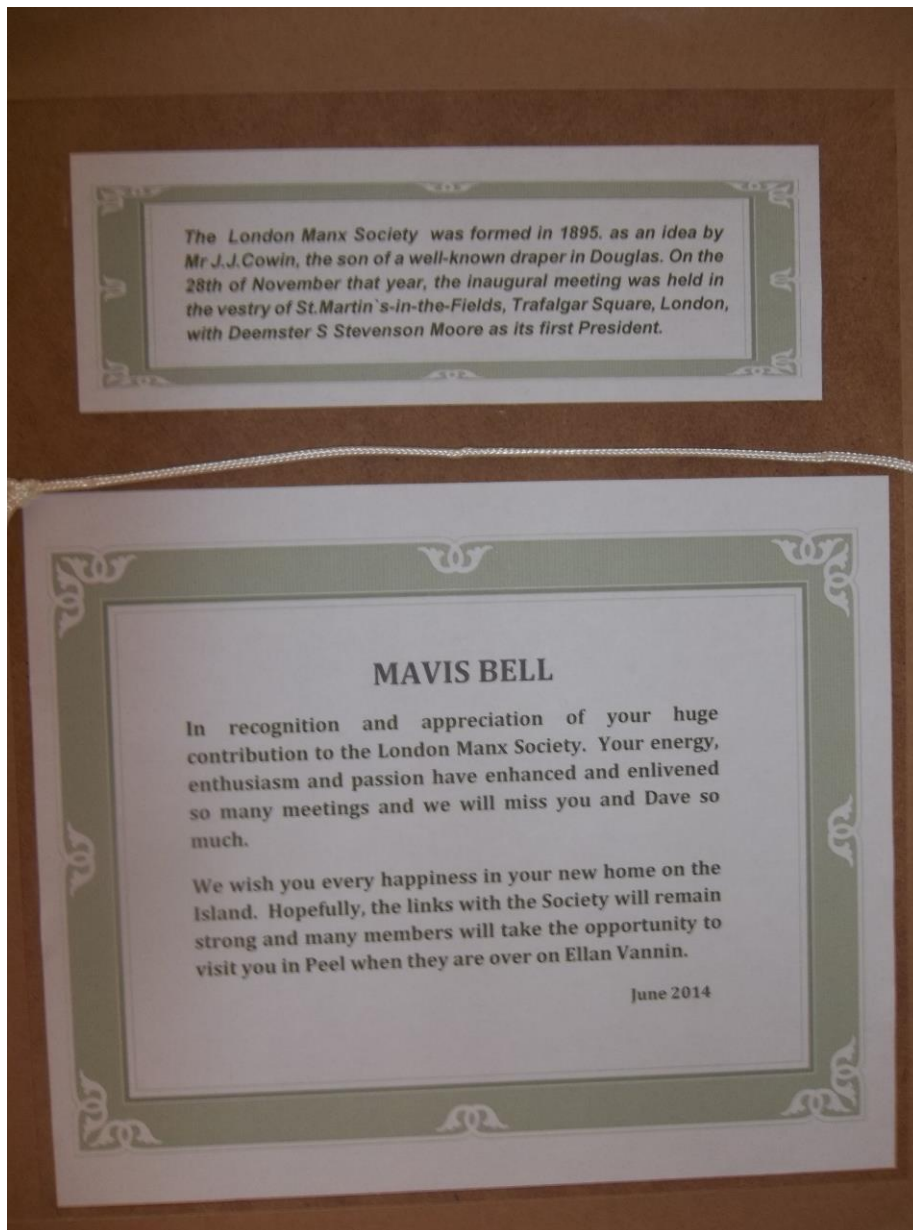 The London Manx Society was formed in 1895. as an idea by
Mr J.J.Cowin, the son of a well-known draper in Douglas. On the
28th of November that year, the inaugural meeting was held in
the vestry of St.Martin`s-in-the-Fields, Trafalgar Square, London,
with Deemster S Stevenson Moore as its first President.
MAVIS BELL
In recognition and appreciation of your huge
contribution to the London Manx Society. Your energy,
enthusiasm and passion have enhanced and enlivened
so many meetings and we will miss you and Dave so
much.
We wish you every happiness in your new home on the
Island. Hopefully, the links with the Society will remain
strong and many members will take the opportunity to
visit you in Peel when they are over on Ellan Vannin.
June 2014